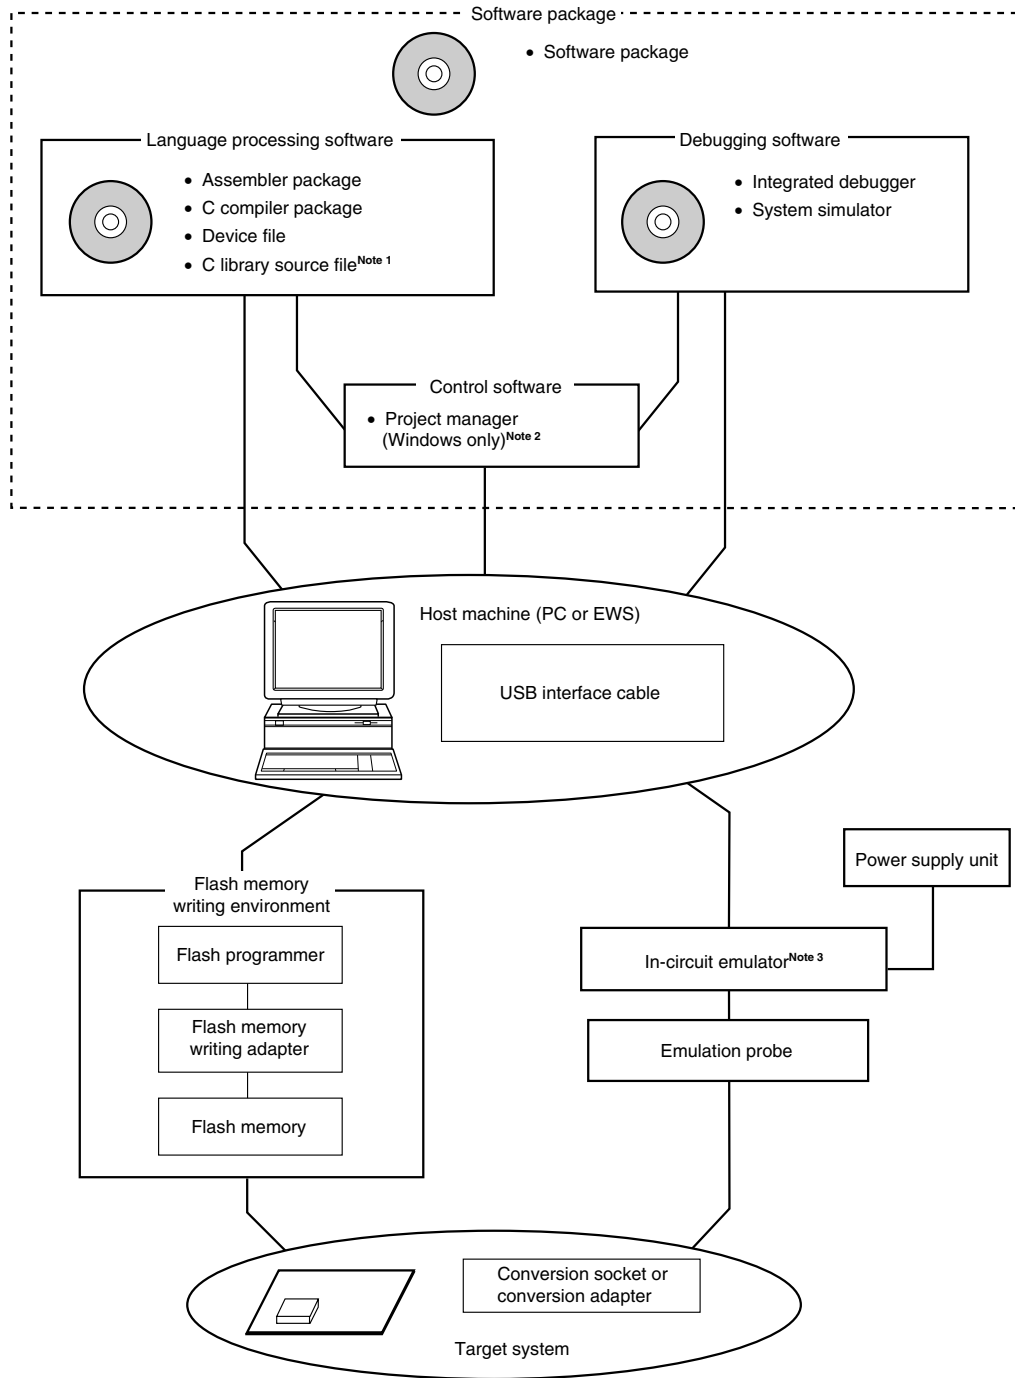 Software package
• Software package
Language processing software
• Assembler package
• C compiler package
• Device file
• C library source fileNote 1
Debugging software
• Integrated debugger
• System simulator
Control software
• Project manager
(Windows only)Note 2
Host machine (PC or EWS)
USB interface cable
Flash memory
writing environment
Flash programmer
Flash memory
writing adapter
Flash memory
Power supply unit
In-circuit emulatorNote 3
Emulation probe
Conversion socket or
conversion adapter
Target system